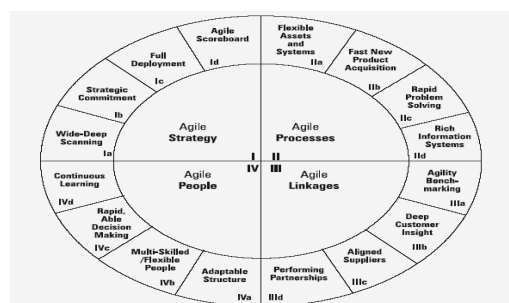 Agile
Scoreboard
Id
Flexible
Assets
and
Systems
IIa
Full
Deployment
Ic
Fast New
Product
Acquisition
IIb
Strategic
Commitment
Ib
Rapid
Problem
Solving
IIc
Wide-Deep
Scanning
Ia
Rich
Information
Systems
IId
Agile
Strategy
I
Agile
Processes
II
Agile
People
IV
Agile
Linkages
III
Continuous
Learning
IVd
Agility
Bench-
marking
IIIa
Rapid,
Able
Decision
Making
IVc
Deep
Customer
Insight
IIIb
Multi-Skilled
/Flexible
People
IVb
Aligned
Suppliers
IIIc
Adaptable
Structure
IVa
Performing
Partnerships
IIId